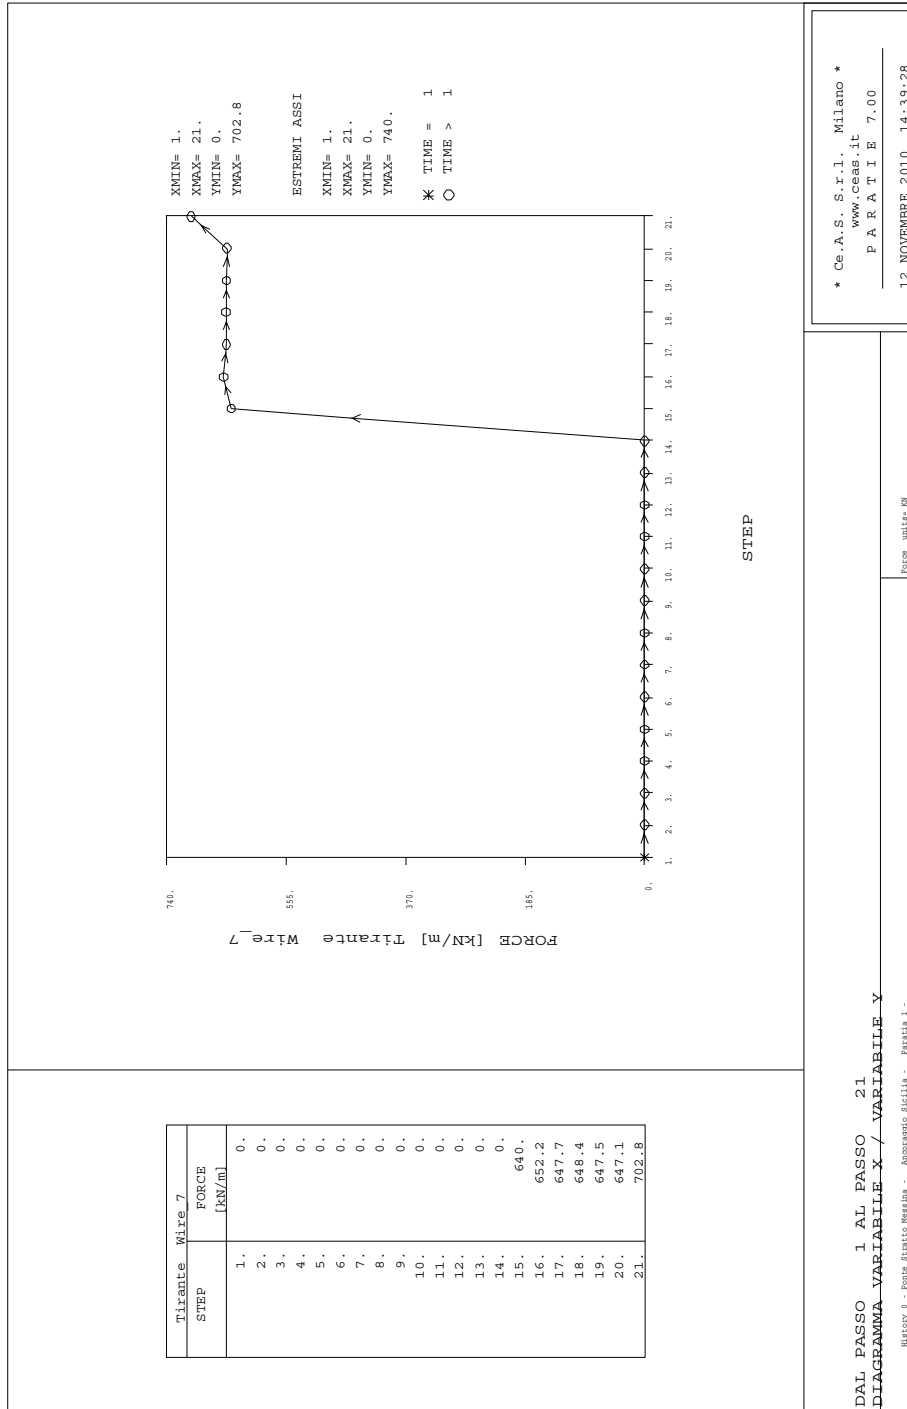 Tirante Wire_7
STEP FORCE
[kN/m]
1. 0.
2. 0.
3. 0.
4. 0.
5. 0.
6. 0.
7. 0.
8. 0.
9. 0.
10. 0.
11. 0.
12. 0.
13. 0.
14. 0.
15. 640.
16. 652.2
17. 647.7
18. 648.4
19. 647.5
20. 647.1
21. 702.8
FORCE [kN/m] Tirante Wire_7
740.
555.
370.
185.
0.
1. 2. 3. 4. 5. 6. 7. 8. 9. 10. 11. 12. 13. 14. 15. 16. 17. 18. 19. 20. 21.
STEP
XMIN= 1.
XMAX= 21.
YMIN= 0.
YMAX= 702.8
ESTREMI ASSI
XMIN= 1.
XMAX= 21.
YMIN= 0.
YMAX= 740.
TIME = 1
TIME > 1
DAL PASSO 1 AL PASSO 21
DIAGRAMMA VARIABILE X / VARIABILE Y
History 0 - Ponte Stratto Messina - Ancoraggio Sicilia - Paratia 1 -
Force units= KN
* Ce.A.S. S.r.l. Milano *
www.ceas.it
P A R A T I E 7.00
12 NOVEMBRE 2010 14:39:28